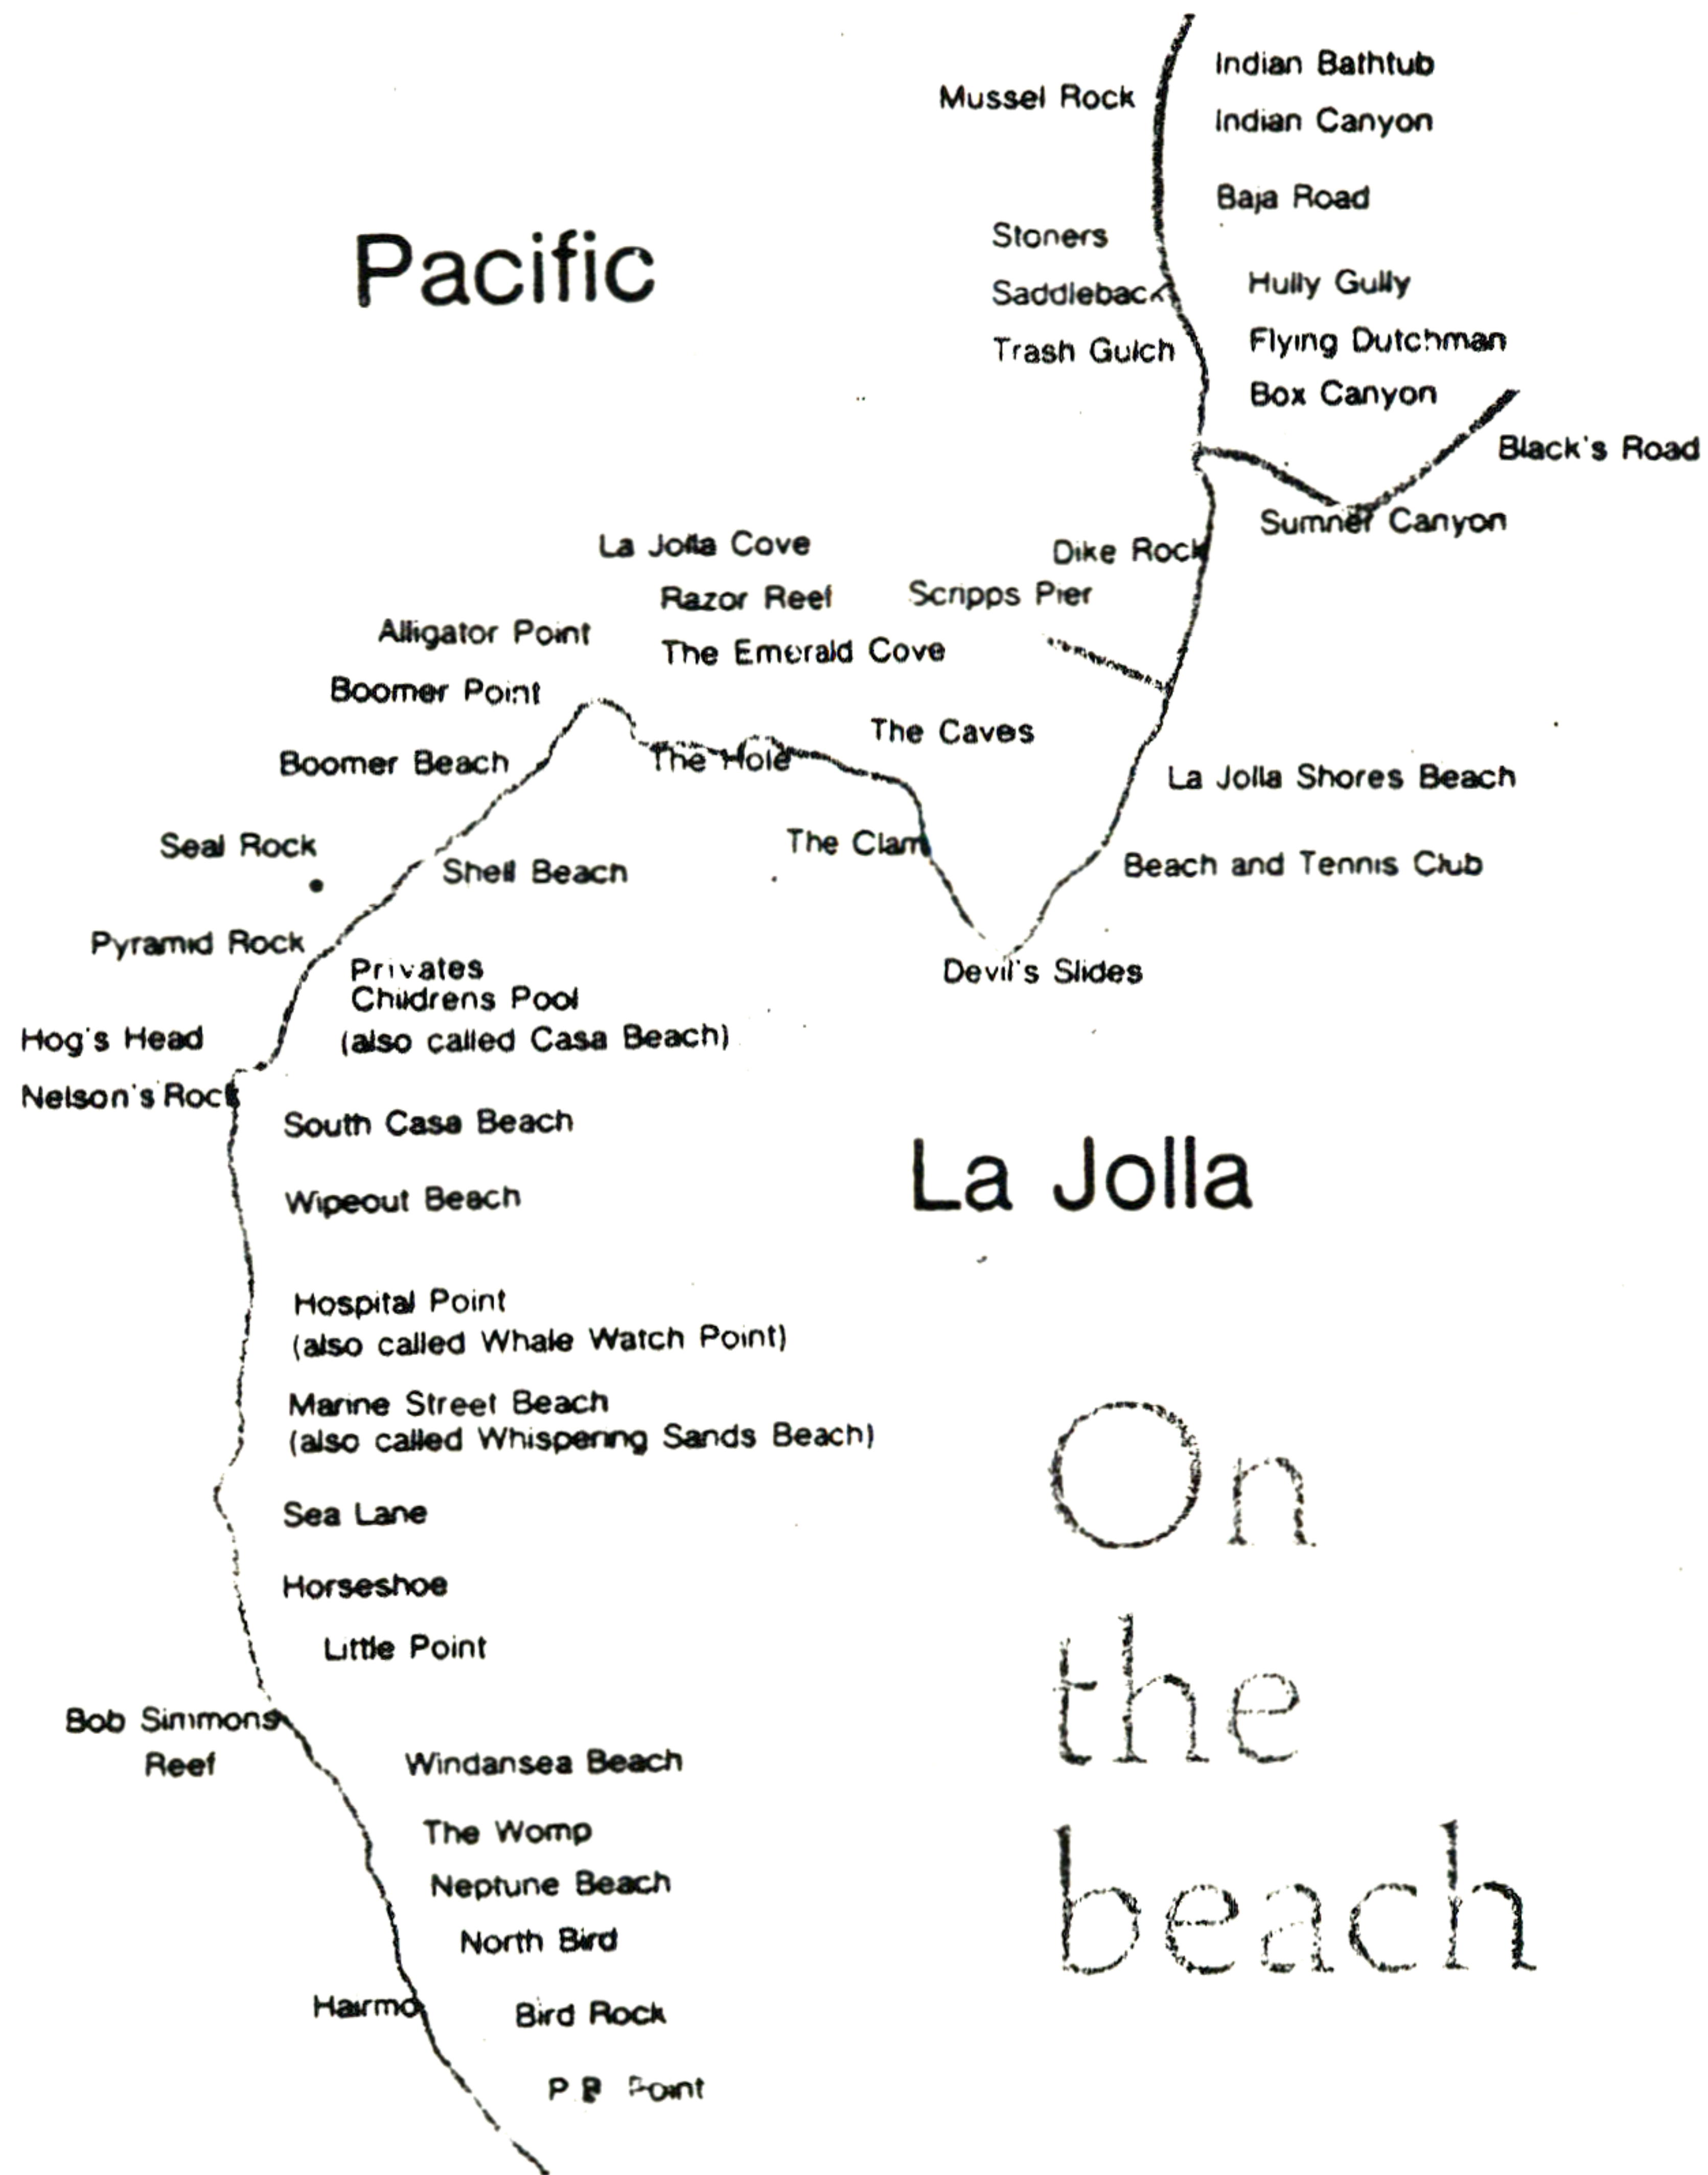 Indian Bathtub
Mussel Rock
Indian Canyon
Baja Road
Stoners
Pacific
Hully Gully
Saddleback
Trash Gulch
Flying Dutchman
Box Canyon
Black's Road
Sumner Canyon
La Jolla Cove
Dike Rock
Razor Reef
Scripps Pier
Alligator Point
The Emerald Cove
Boomer Point
The Caves
The Hole
Boomer Beach
La Jolla Shores Beach
Seal Rock
The Clam
Shell Beach
Beach and Tennis Club
Pyramid Rock
Privates
Devil's Slides
Childrens Pool
Hog's Head
(also called Casa Beach)
Nelson's Rock
South Casa Beach
La Jolla
Wipeout Beach
Hospital Point
(also called Whale Watch Point)
Marine Street Beach
(also called Whispering Sands Beach)
Sea Lane
Horseshoe
Little Point
Bob Simmons
Reef
Windansea Beach
The Womp
Neptune Beach
North Bird
Hairmo
Bird Rock
Point
On
the
beach